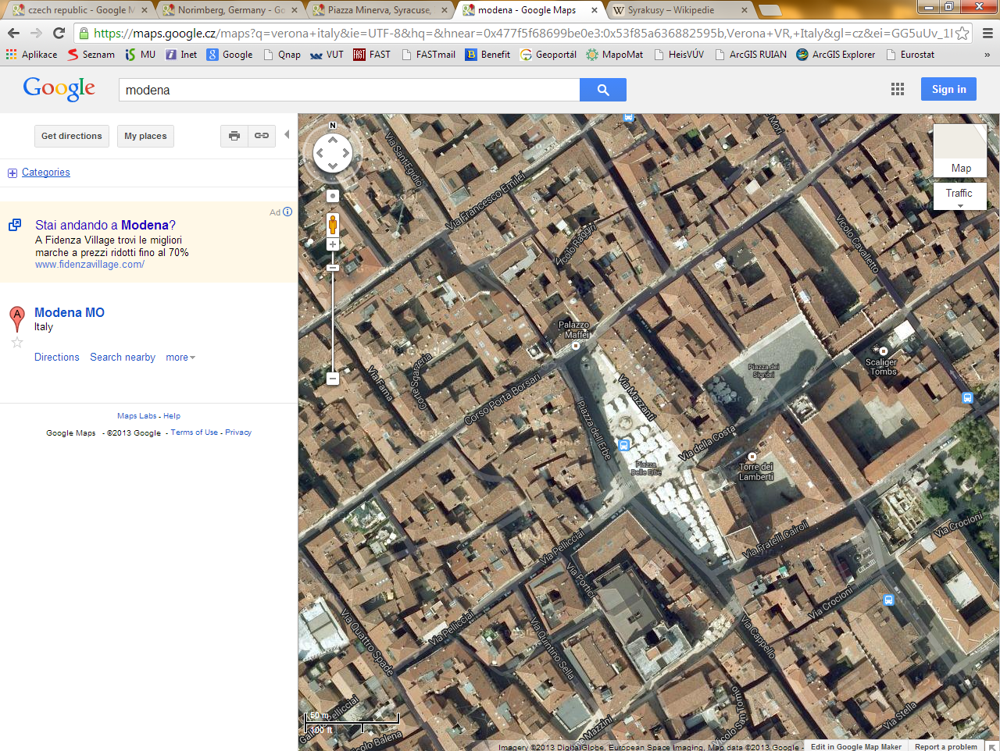 czech republic - Google M
Norimberg, Germany - Go
Piazza Minerva, Syracuse,
modena - Google Maps
Syrakusy – Wikipedie
https://maps.google.cz/maps?q=verona+italy&ie=UTF-8&hq=&hnear=0x477f5f68699be0e3:0x53f85a636882595b,Verona+VR,+Italy&gl=cz&ei=GG5uUv_1I
Aplikace
Seznam
MU
Inet
Google
Qnap
VUT
FAST
FASTmail
Benefit
Geoportál
MapoMat
HeisVÚV
ArcGIS RUIAN
ArcGIS Explorer
Eurostat
»
Google
modena
Sign in
Get directions
My places
Categories
Ad
Stai andando a Modena?
A Fidenza Village trovi le migliori
marche a prezzi ridotti fino al 70%
www.fidenzavillage.com/
A
Modena MO
Italy
Directions
Search nearby
more
Maps Labs - Help
Google Maps - ©2013 Google - Terms of Use - Privacy
N
Map
Traffic
Via Sant'Egidio
Via Francesco Emilei
Vicolo Raggiri
Vicolo Cavalletto
Palazzo
Maffei
Scaliger
Tombs
Piazza dei
Signori
Via Fama
Corte Sgarzeria
Corso Porta Borsari
Via Mazzanti
Piazza dell'Erbe
Via della Costa
Piazza
Delle Erbe
Torre dei
Lamberti
Via Fratelli Cairoli
Via Crocioni
Via Pellicciai
Via Portici
Via Crocioni
Via Pellicciai
Via Quattro Spade
Via Quintino Sella
Via Cappello
Via Stella
50 m
100 ft
Imagery ©2013 DigitalGlobe, European Space Imaging, Map data ©2013 Google -
Edit in Google Map Maker
Report a problem